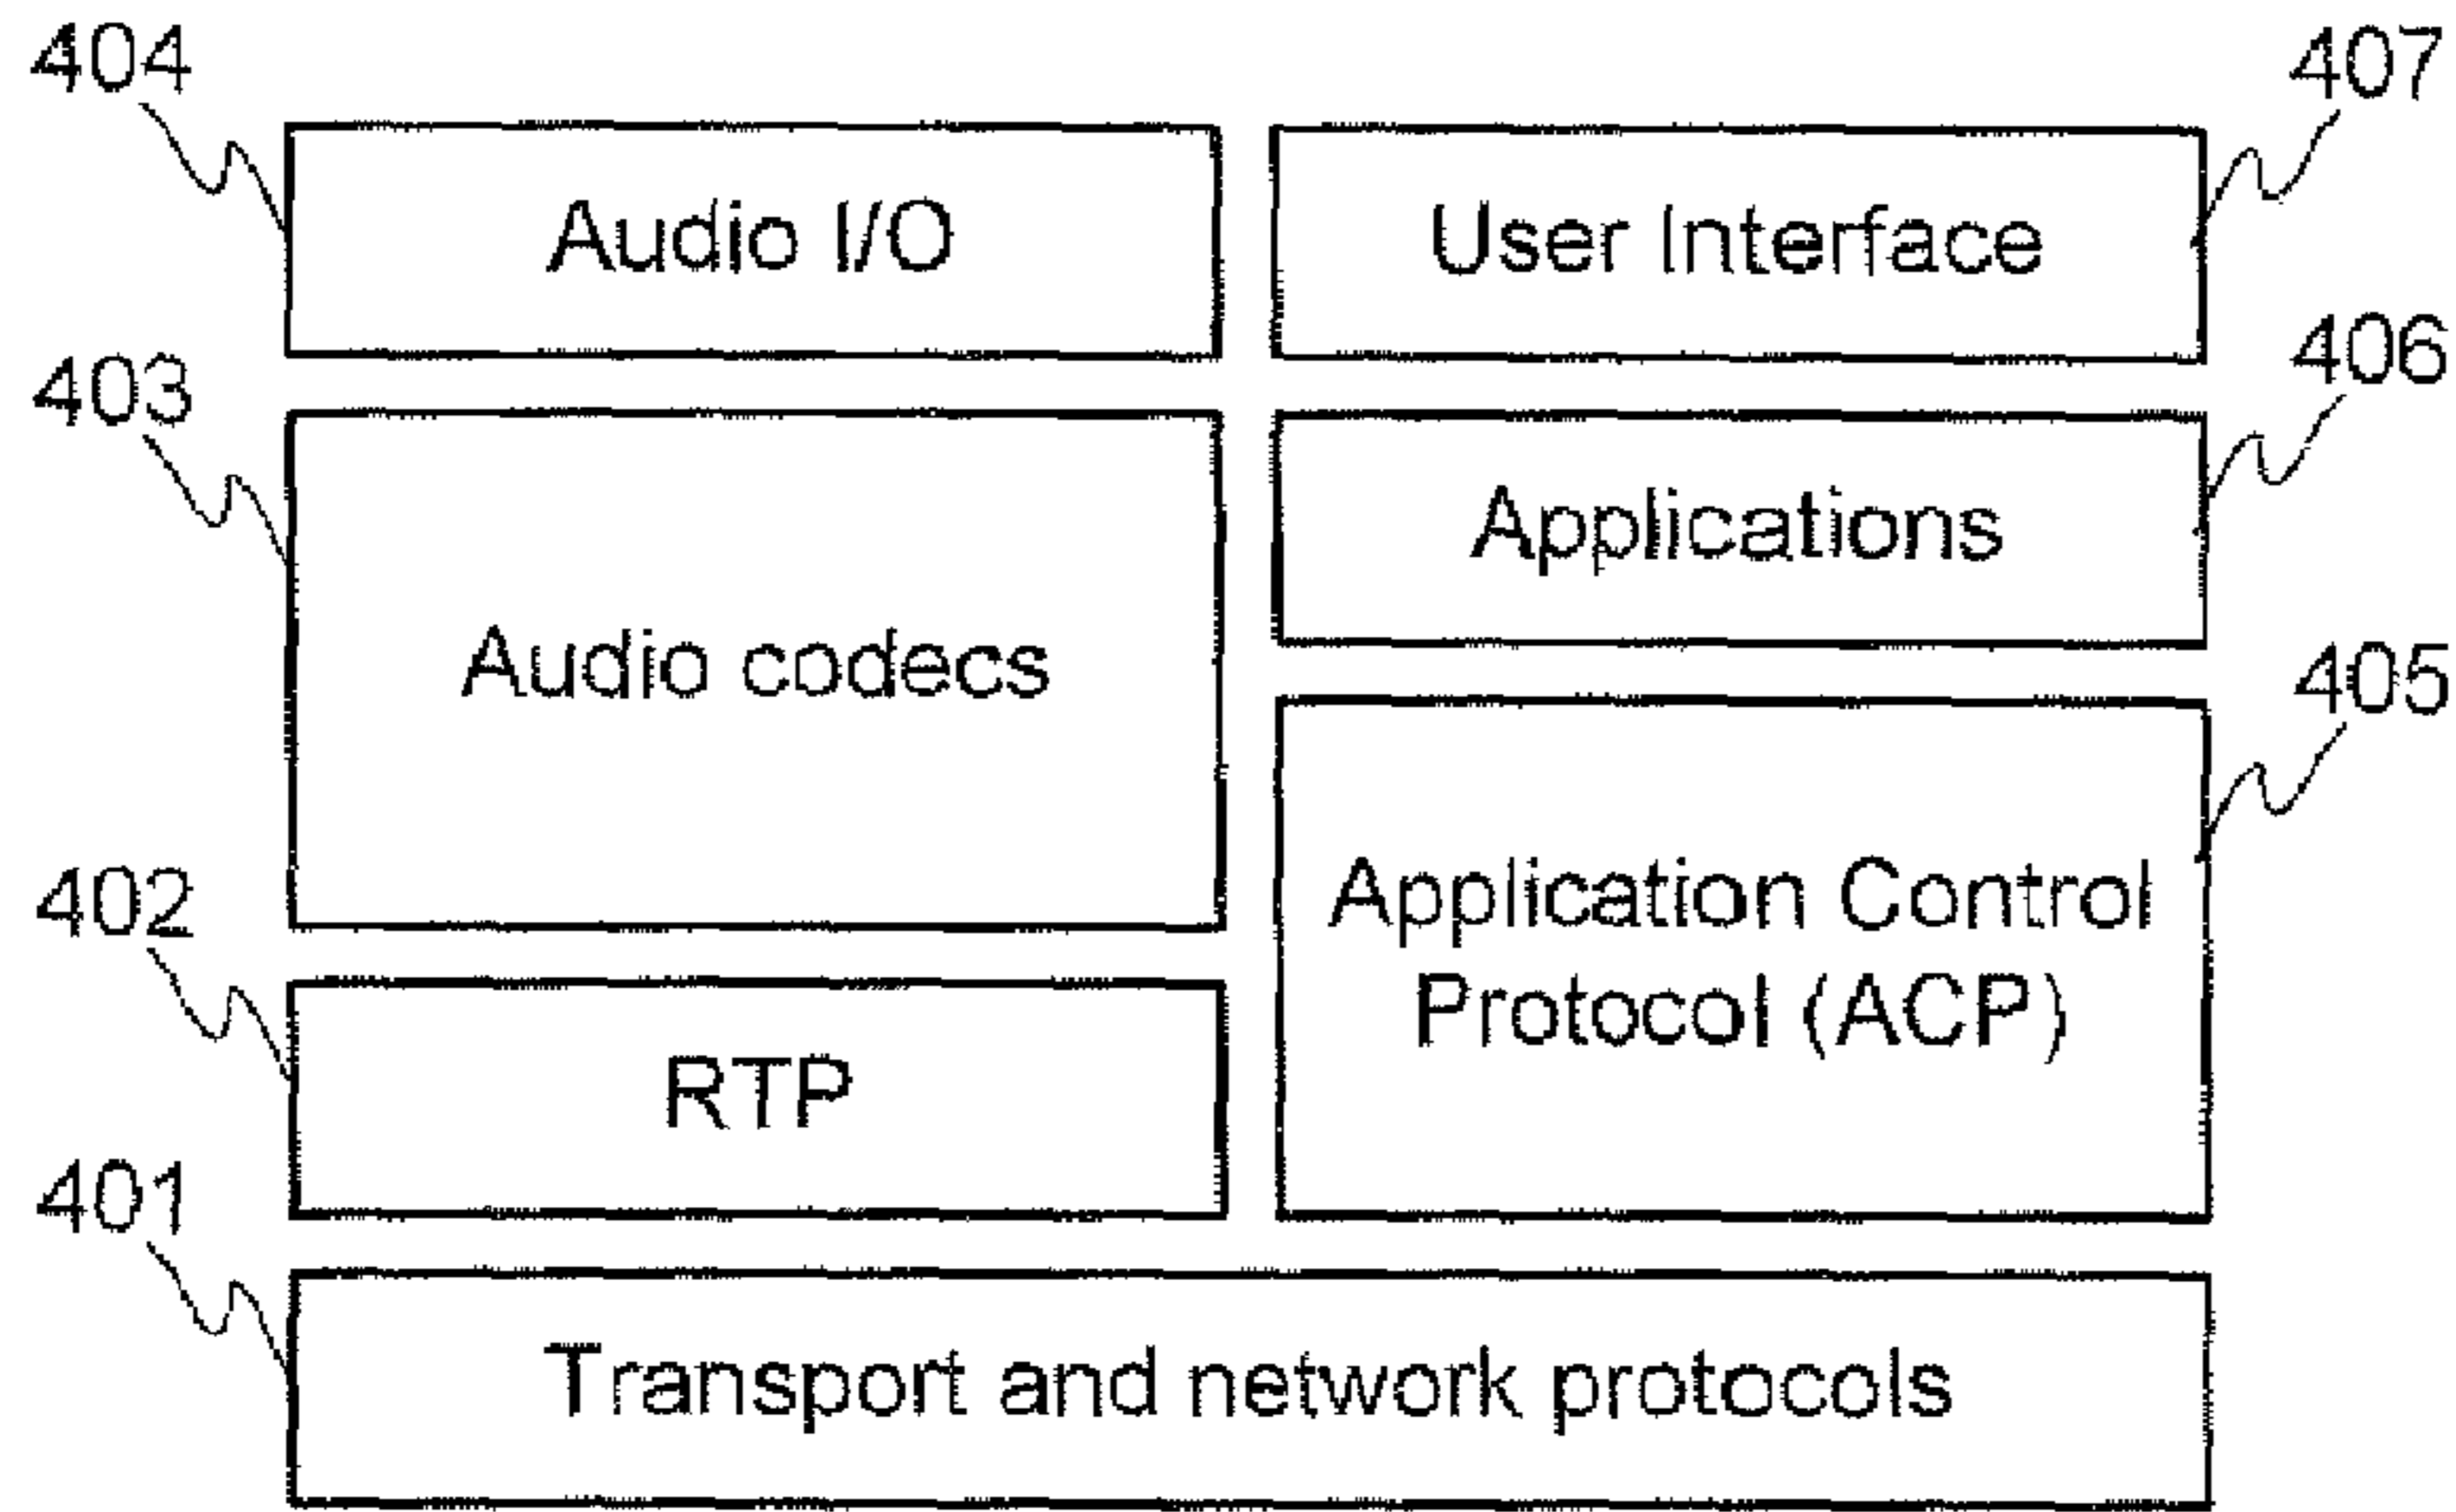 404
407
Audio I/O
User Interface
403
406
Applications
Audio codecs
405
402
Application Control
Protocol (ACP)
RTP
401
Transport and network protocols